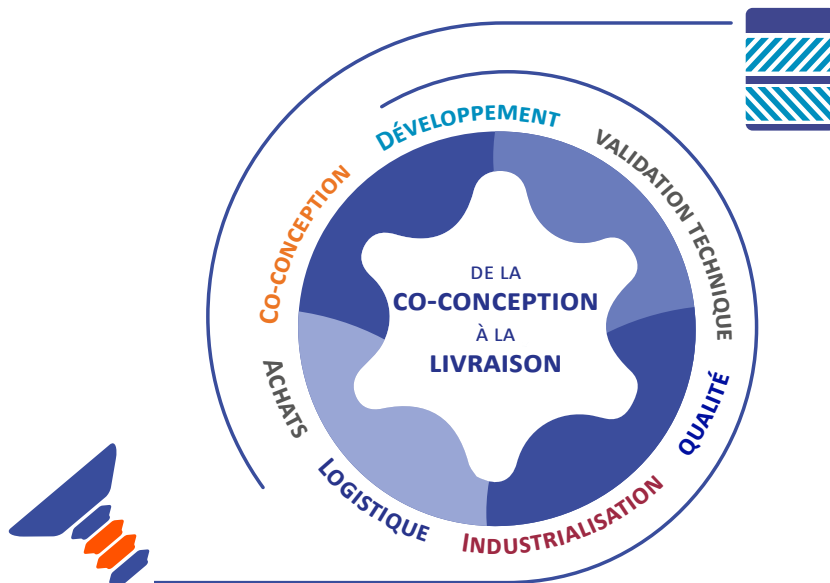 Développement
Co-conception
VALIDATION TECHNIQUE
DE LA
CO-CONCEPTION
À LA
LIVRAISON
Achats
QUALITÉ
Logistique
Industrialisation